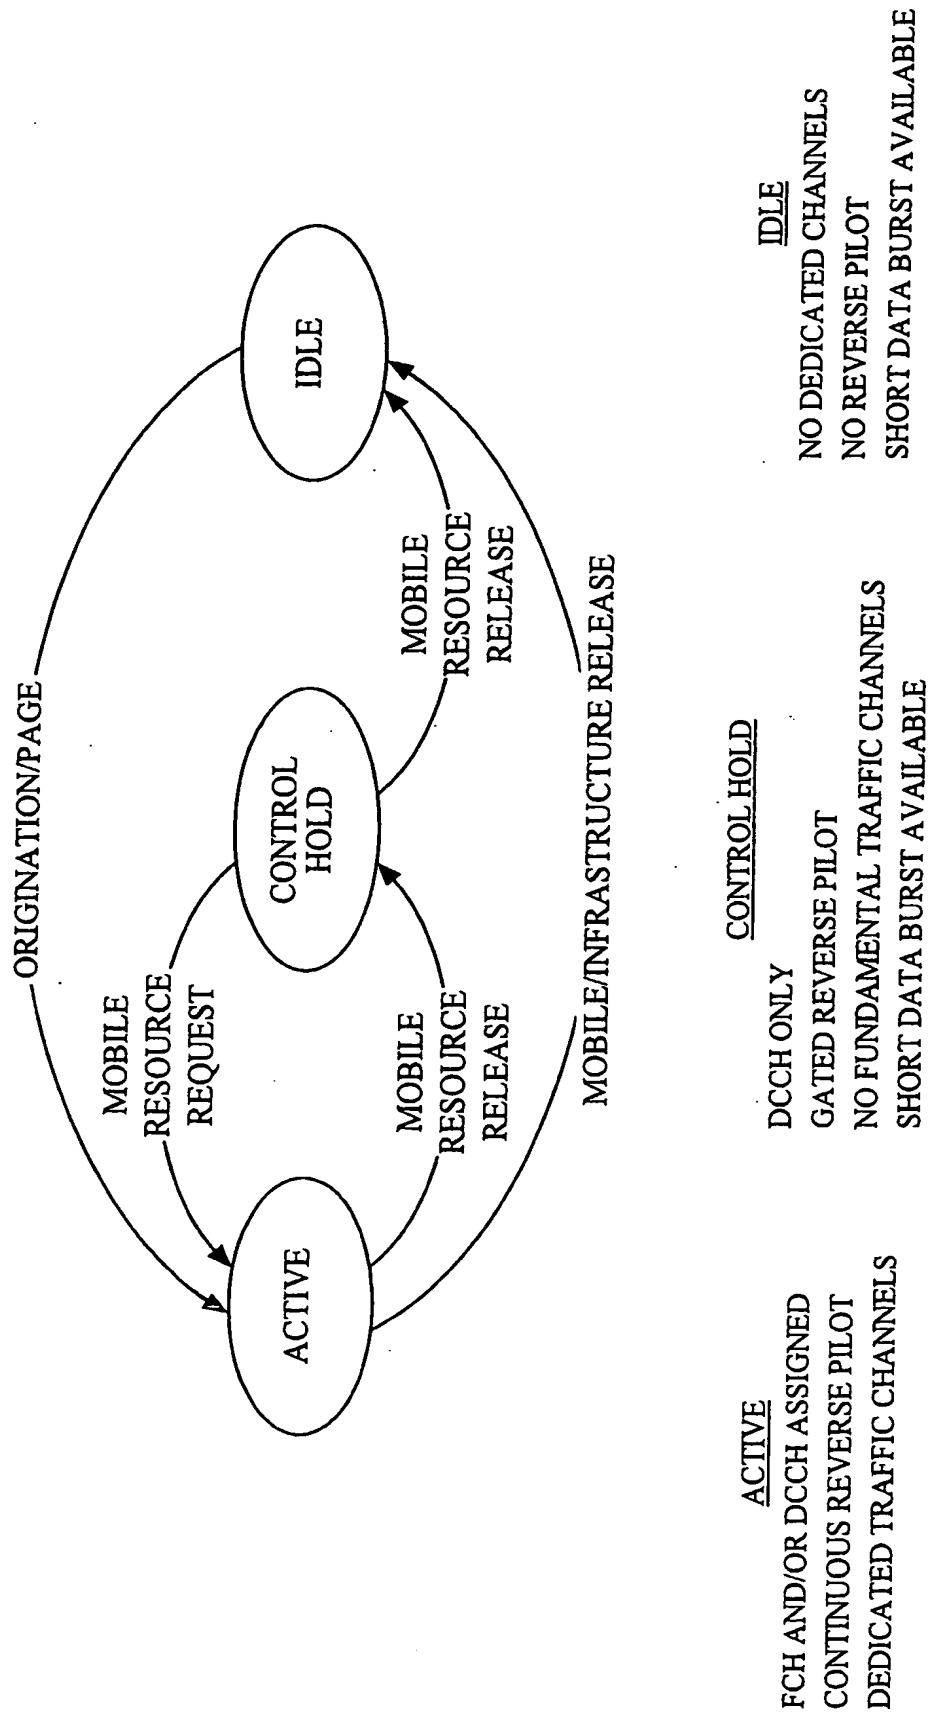 ORIGINATION/PAGE
MOBILE
RESOURCE
REQUEST
ACTIVE
CONTROL
HOLD
IDLE
MOBILE
RESOURCE
RELEASE
MOBILE
RESOURCE
RELEASE
MOBILE/INFRASTRUCTURE RELEASE
ACTIVE
FCH AND/OR DCCH ASSIGNED
CONTINUOUS REVERSE PILOT
DEDICATED TRAFFIC CHANNELS
CONTROL HOLD
DCCH ONLY
GATED REVERSE PILOT
NO FUNDAMENTAL TRAFFIC CHANNELS
SHORT DATA BURST AVAILABLE
IDLE
NO DEDICATED CHANNELS
NO REVERSE PILOT
SHORT DATA BURST AVAILABLE